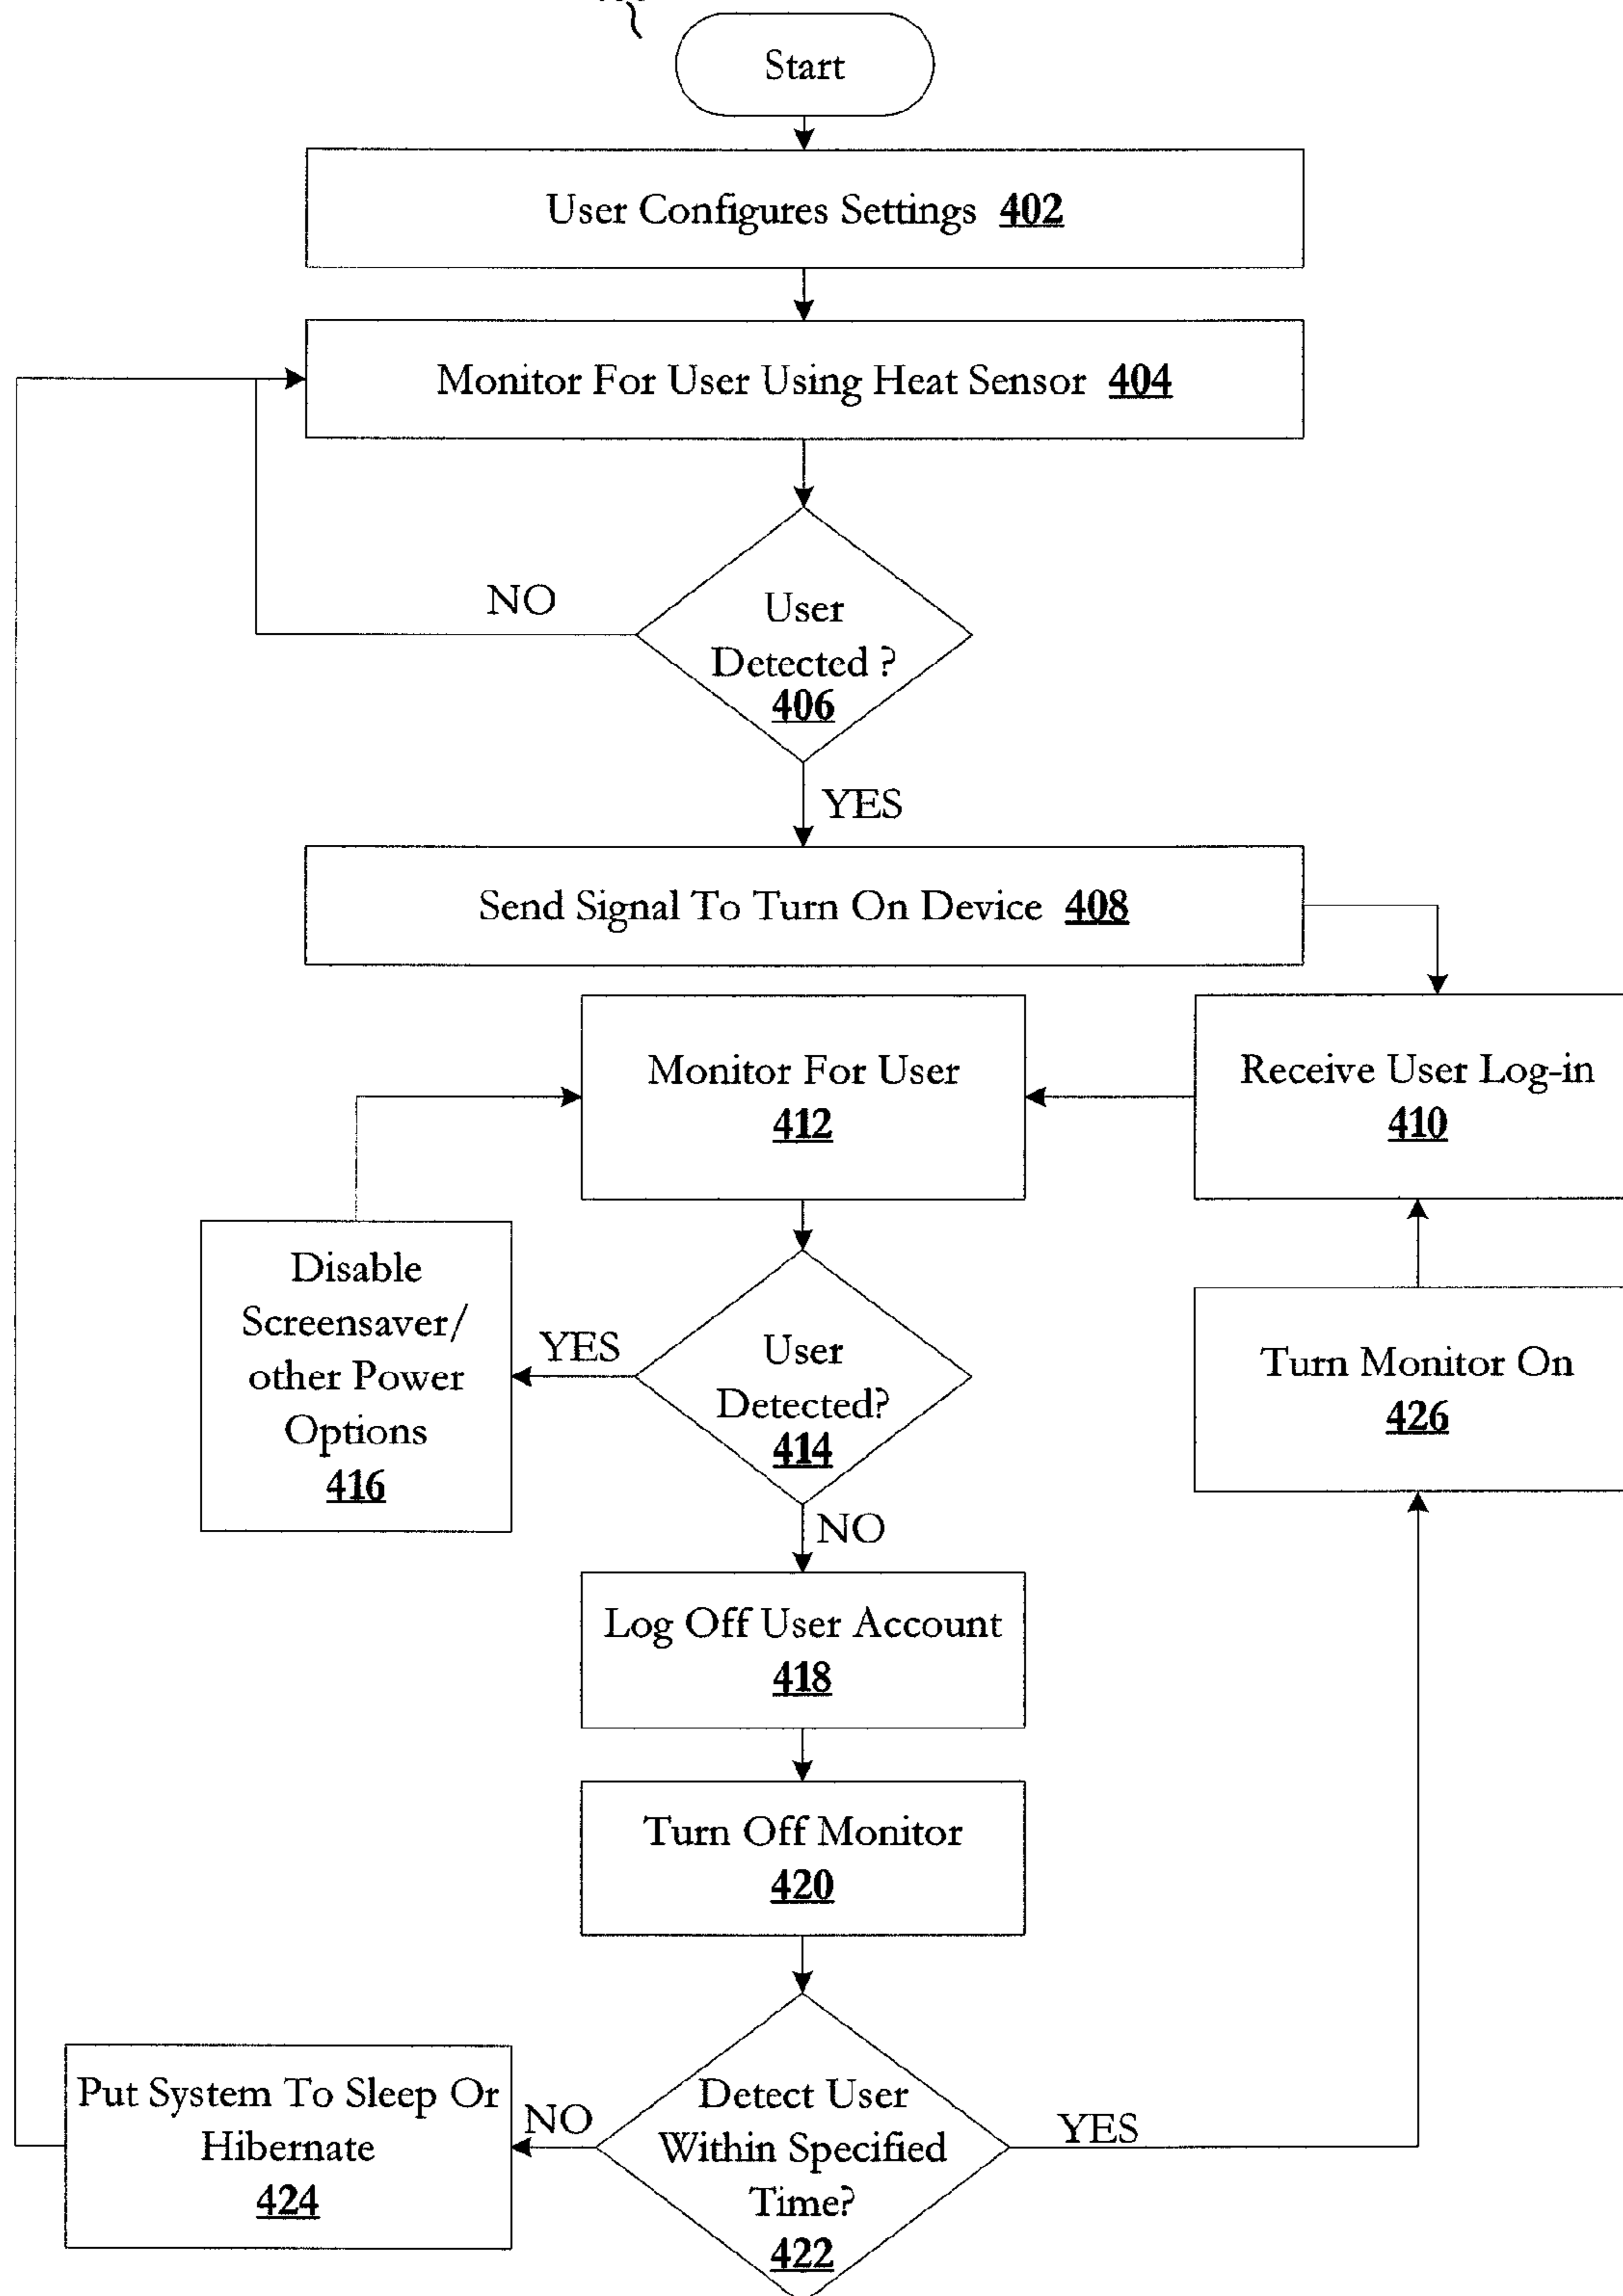 Start
User Configures Settings 402
Monitor For User Using Heat Sensor 404
NO
User
Detected ?
406
YES
Send Signal To Turn On Device 408
Monitor For User
412
Receive User Log-in
410
Disable
Screensaver/
other Power
Options
416
YES
User
Detected?
414
Turn Monitor On
426
NO
Log Off User Account
418
Turn Off Monitor
420
Put System To Sleep Or
Hibernate
424
NO
Detect User
Within Specified
Time?
422
YES